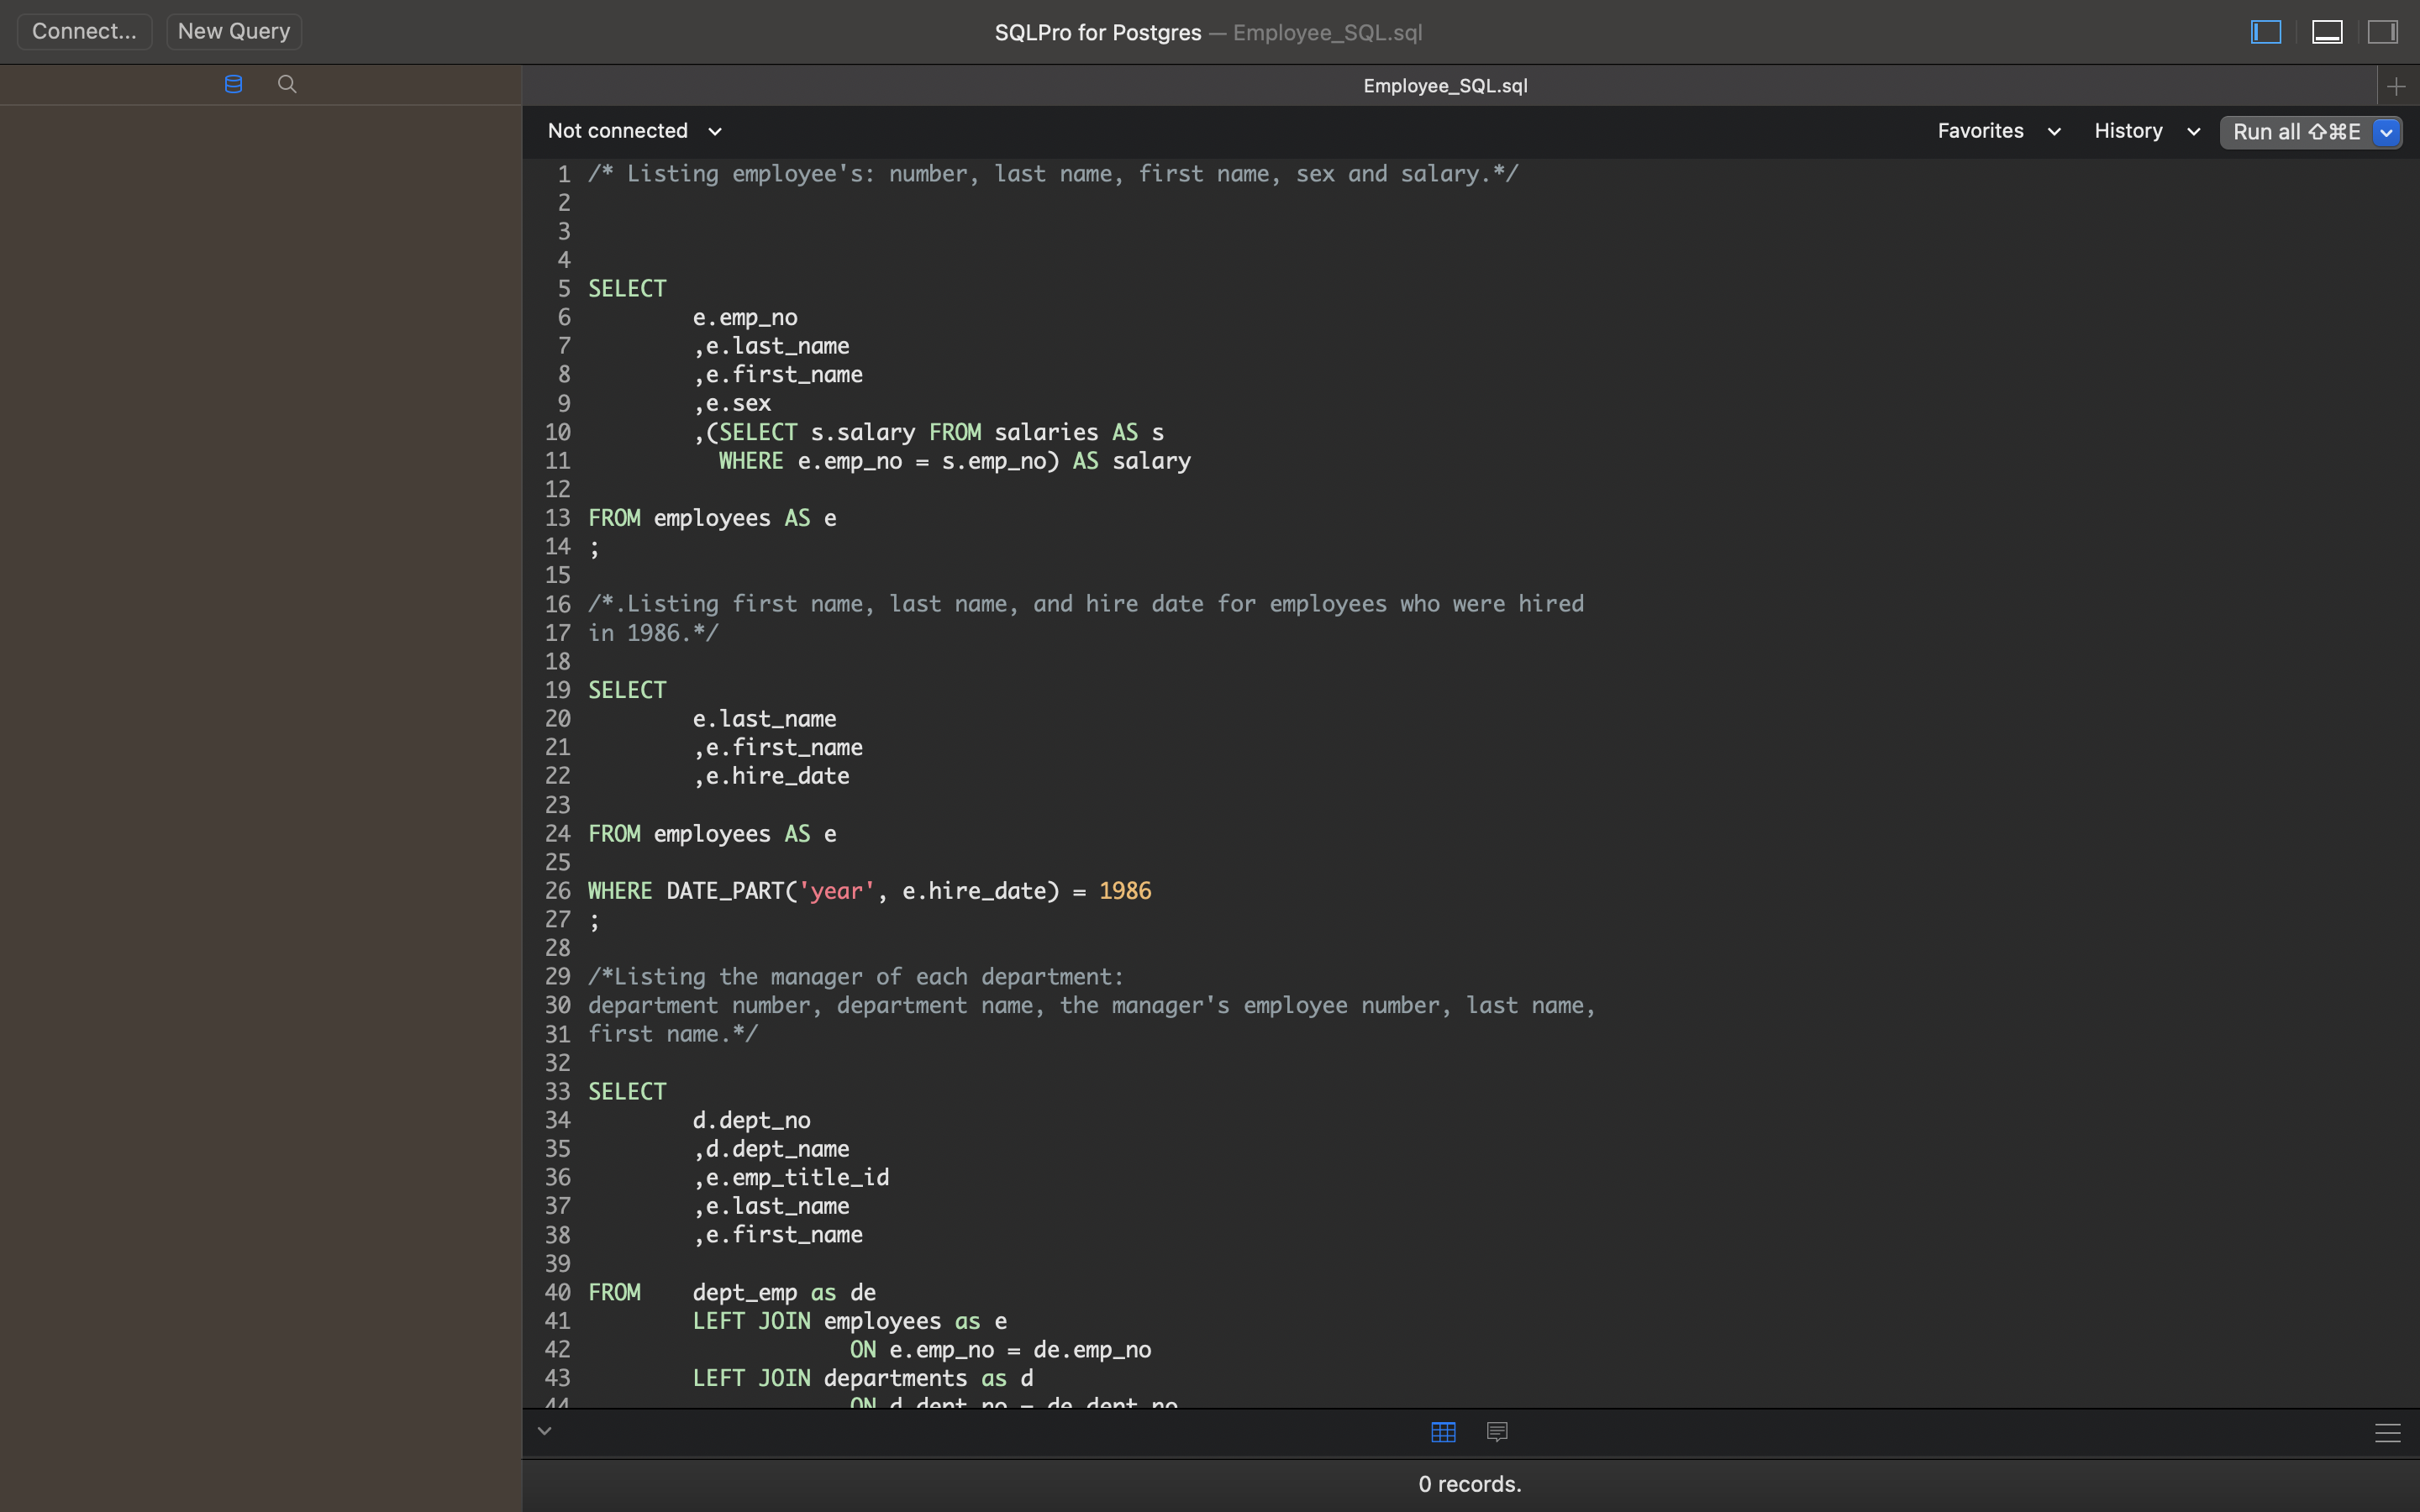 Connect...
New Query
SQLPro for Postgres — Employee_SQL.sql
Employee_SQL.sql
Not connected
Favorites
History
Run all ⇧⌘E
1 /* Listing employee's: number, last name, first name, sex and salary.*/
2
3
4
5 SELECT
6 e.emp_no
7 ,e.last_name
8 ,e.first_name
9 ,e.sex
10 ,(SELECT s.salary FROM salaries AS s
11 WHERE e.emp_no = s.emp_no) AS salary
12
13 FROM employees AS e
14 ;
15
16 /*.Listing first name, last name, and hire date for employees who were hired
17 in 1986.*/
18
19 SELECT
20 e.last_name
21 ,e.first_name
22 ,e.hire_date
23
24 FROM employees AS e
25
26 WHERE DATE_PART('year', e.hire_date) = 1986
27 ;
28
29 /*Listing the manager of each department:
30 department number, department name, the manager's employee number, last name,
31 first name.*/
32
33 SELECT
34 d.dept_no
35 ,d.dept_name
36 ,e.emp_title_id
37 ,e.last_name
38 ,e.first_name
39
40 FROM dept_emp as de
41 LEFT JOIN employees as e
42 ON e.emp_no = de.emp_no
43 LEFT JOIN departments as d
44 ON d.dept_no = de.dept_no
0 records.